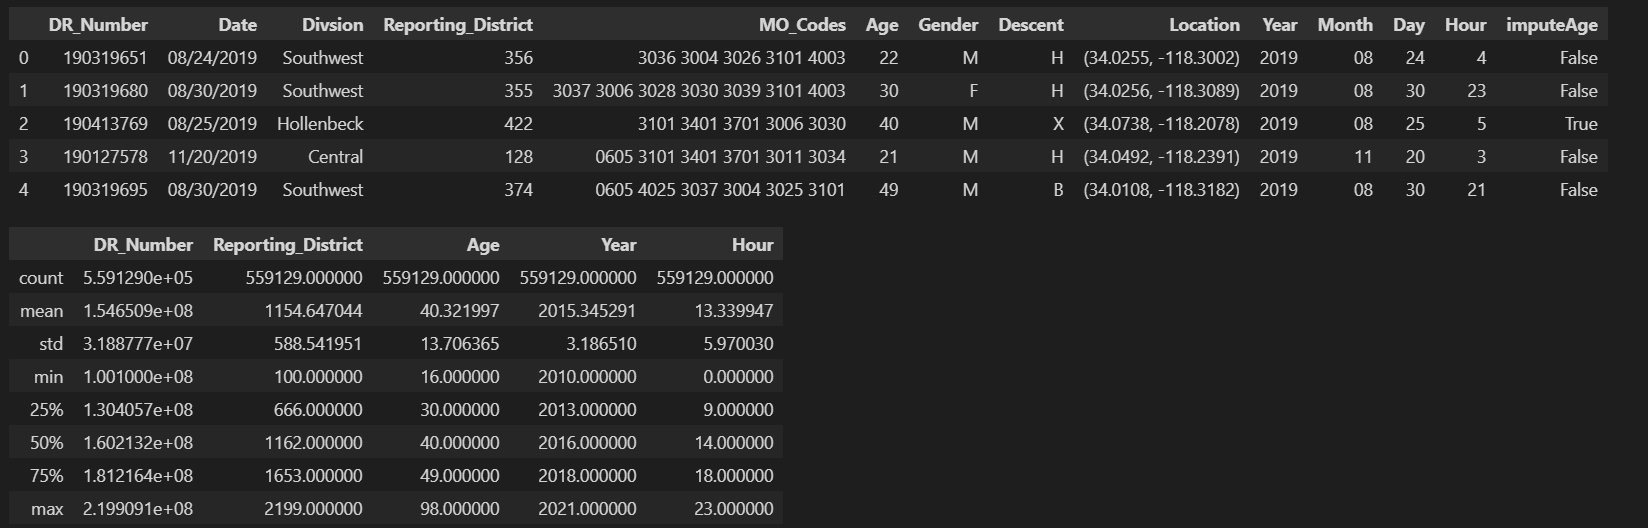 DR_Number Date Divsion Reporting_District MO_Codes Age Gender Descent Location Year Month Day Hour imputeAge
0 190319651 08/24/2019 Southwest 356 3036 3004 3026 3101 4003 22 M H (34.0255, -118.3002) 2019 08 24 4 False
1 190319680 08/30/2019 Southwest 355 3037 3006 3028 3030 3039 3101 4003 30 F H (34.0256, -118.3089) 2019 08 30 23 False
2 190413769 08/25/2019 Hollenbeck 422 3101 3401 3701 3006 3030 40 M X (34.0738, -118.2078) 2019 08 25 5 True
3 190127578 11/20/2019 Central 128 0605 3101 3401 3701 3011 3034 21 M H (34.0492, -118.2391) 2019 11 20 3 False
4 190319695 08/30/2019 Southwest 374 0605 4025 3037 3004 3025 3101 49 M B (34.0108, -118.3182) 2019 08 30 21 False
DR_Number Reporting_District Age Year Hour
count 5.591290e+05 559129.000000 559129.000000 559129.000000 559129.000000
mean 1.546509e+08 1154.647044 40.321997 2015.345291 13.339947
std 3.188777e+07 588.541951 13.706365 3.186510 5.970030
min 1.001000e+08 100.000000 16.000000 2010.000000 0.000000
25% 1.304057e+08 666.000000 30.000000 2013.000000 9.000000
50% 1.602132e+08 1162.000000 40.000000 2016.000000 14.000000
75% 1.812164e+08 1653.000000 49.000000 2018.000000 18.000000
max 2.199091e+08 2199.000000 98.000000 2021.000000 23.000000